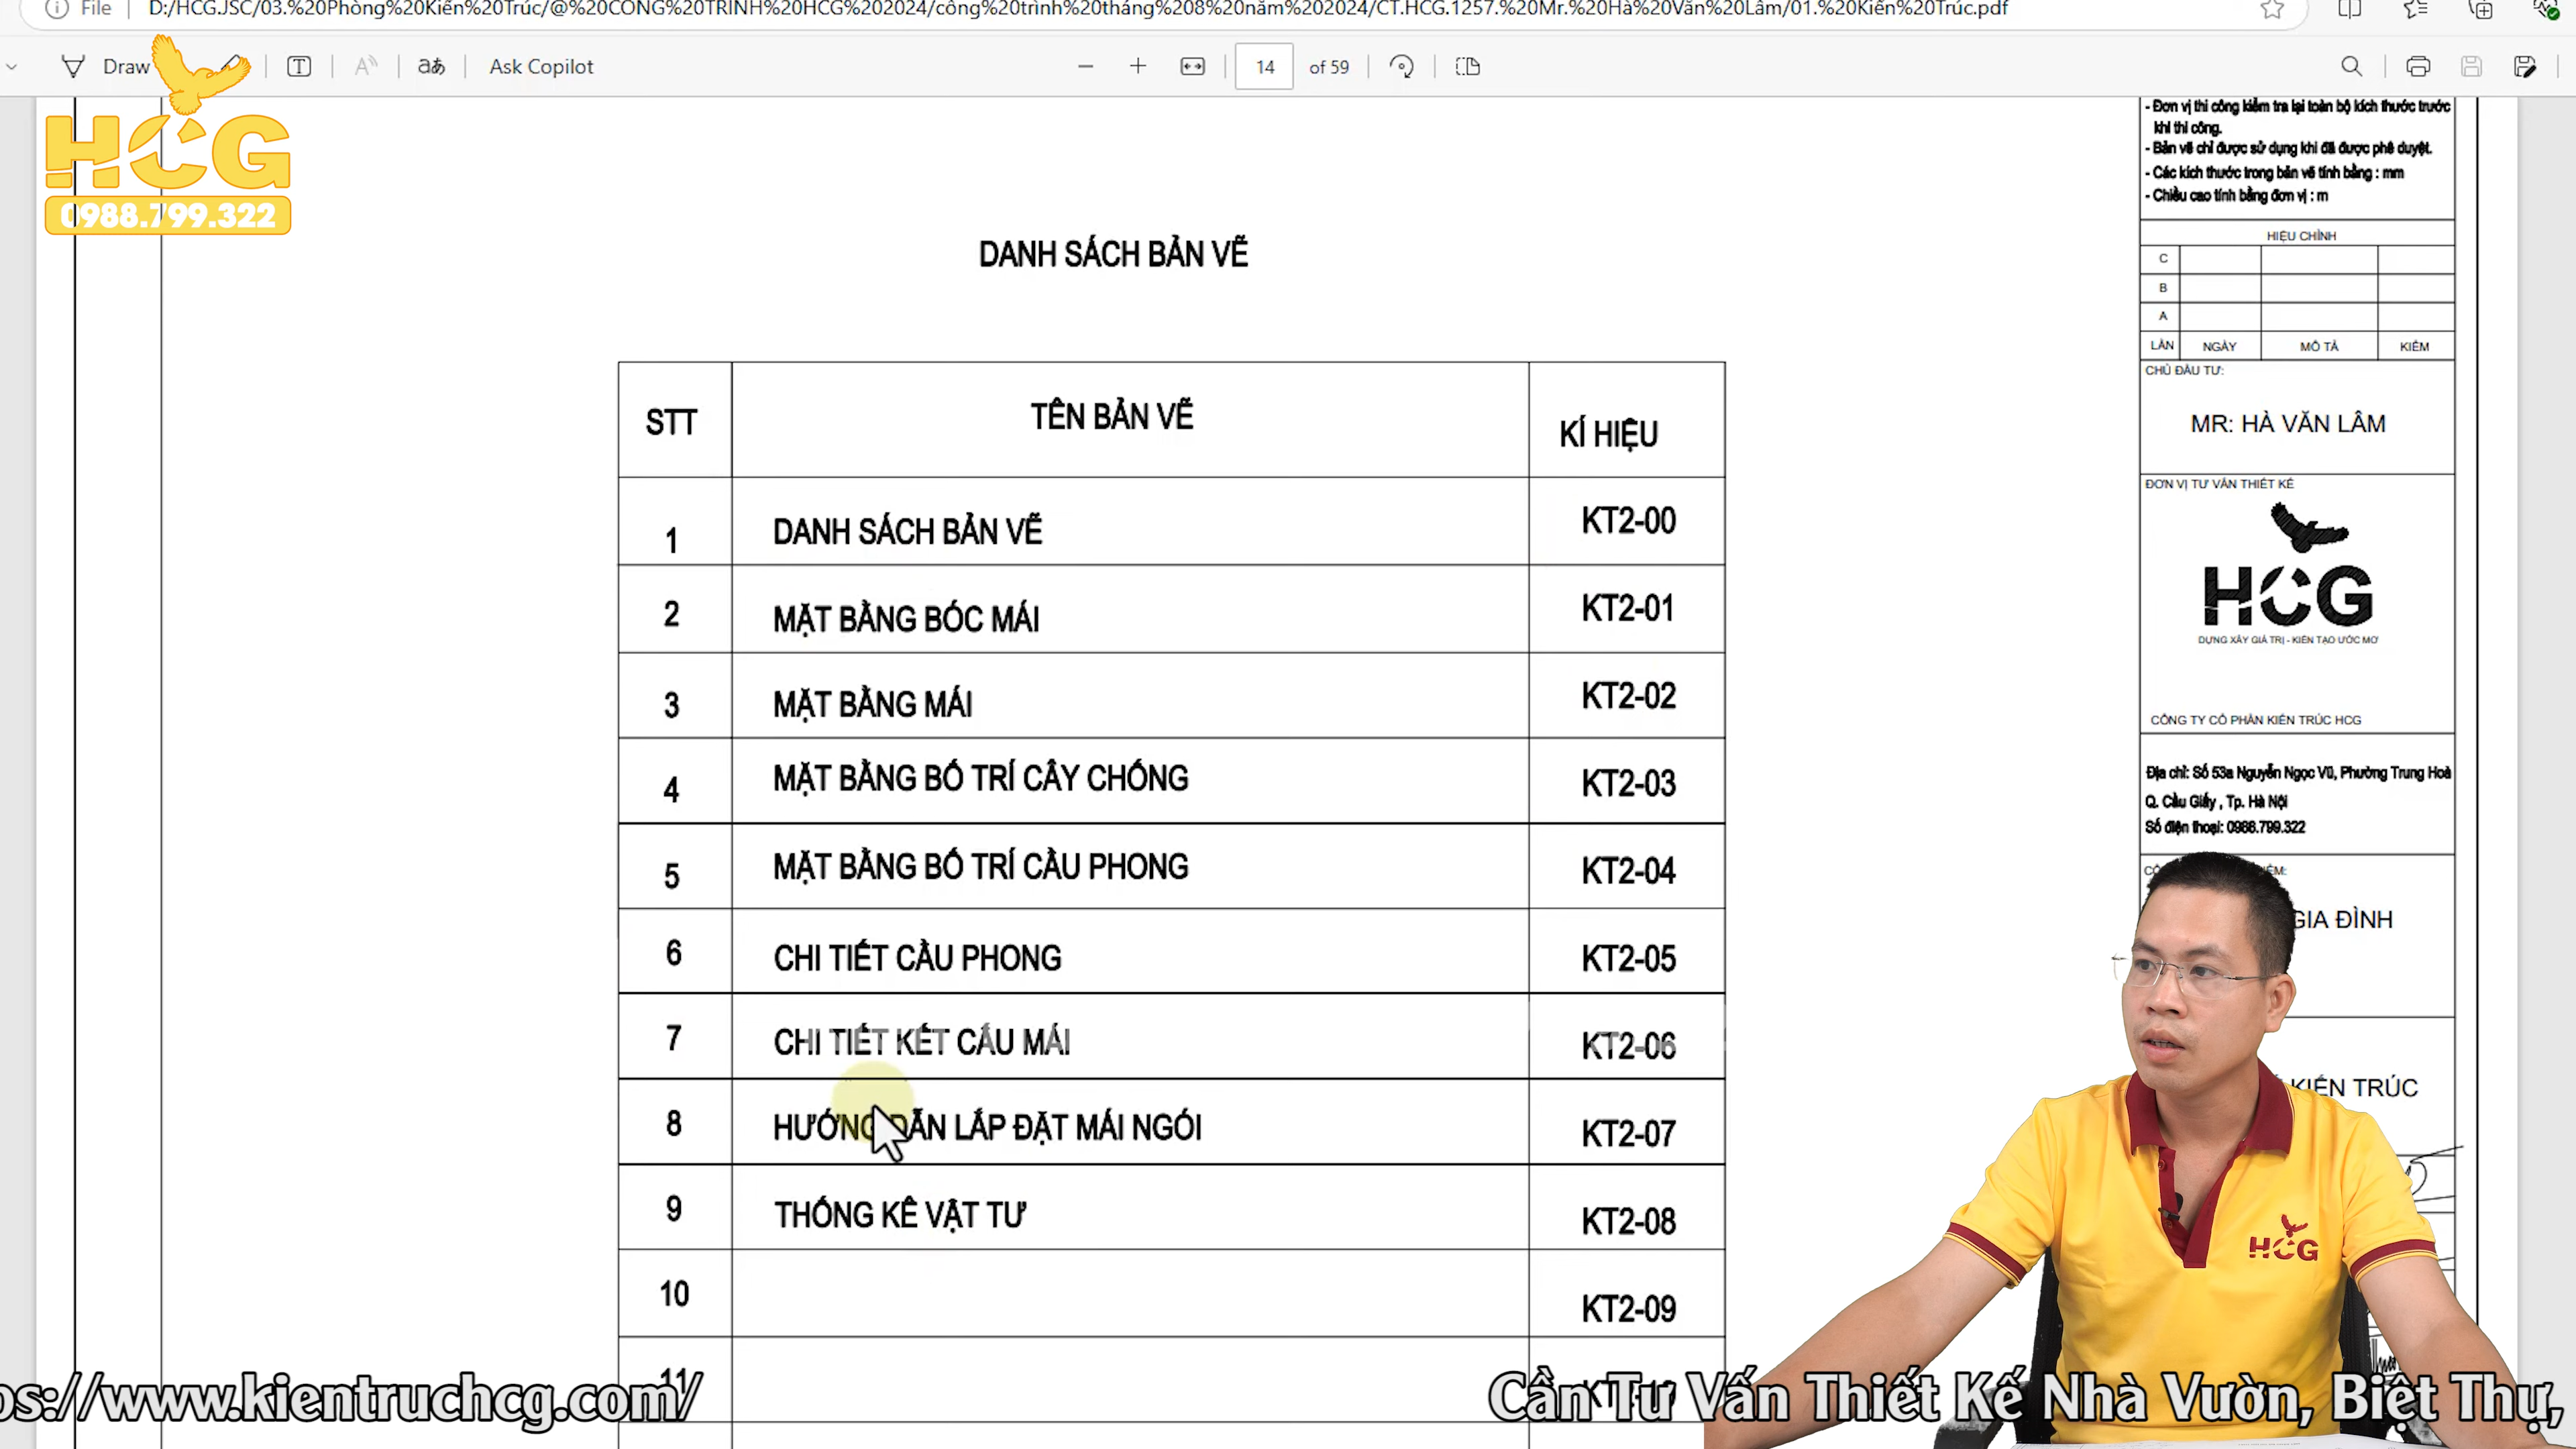 File D:/HCG.JSC/03.%20Phòng%20Kiến%20Trúc/@%20CÔNG%20TRÌNH%20HCG%202024/công%20trình%20tháng%208%20năm%202024/CT.HCG.1257.%20Mr.%20Hà%20Văn%20Lâm/01.%20Kiến%20Trúc.pdf
Draw Ask Copilot 14 of 59
HCG
0988.799.322
- Đơn vị thi công kiểm tra lại toàn bộ kích thước trước
khi thi công.
- Bản vẽ chỉ được sử dụng khi đã được phê duyệt.
- Các kích thước trong bản vẽ tính bằng : mm
- Chiều cao tính bằng đơn vị : m
HIỆU CHỈNH
C
B
A
LẦN NGÀY MÔ TẢ KIỂM
CHỦ ĐẦU TƯ:
MR: HÀ VĂN LÂM
ĐƠN VỊ TƯ VẤN THIẾT KẾ
HCG
DỰNG XÂY GIÁ TRỊ - KIẾN TẠO ƯỚC MƠ
CÔNG TY CỔ PHẦN KIẾN TRÚC HCG
Địa chỉ: Số 53a Nguyễn Ngọc Vũ, Phường Trung Hoà
Q. Cầu Giấy , Tp. Hà Nội
Số điện thoại: 0988.799.322
GIA ĐÌNH
KIẾN TRÚC
DANH SÁCH BẢN VẼ
STT TÊN BẢN VẼ KÍ HIỆU
1 DANH SÁCH BẢN VẼ KT2-00
2 MẶT BẰNG BÓC MÁI KT2-01
3 MẶT BẰNG MÁI KT2-02
4 MẶT BẰNG BỐ TRÍ CÂY CHỐNG KT2-03
5 MẶT BẰNG BỐ TRÍ CẦU PHONG KT2-04
6 CHI TIẾT CẦU PHONG KT2-05
7 CHI TIẾT KẾT CẤU MÁI KT2-06
8 HƯỚNG DẪN LẮP ĐẶT MÁI NGÓI KT2-07
9 THỐNG KÊ VẬT TƯ KT2-08
10 KT2-09
11
HCG
ps://www.kientruchcg.com/ Cần Tư Vấn Thiết Kế Nhà Vườn, Biệt Thự,